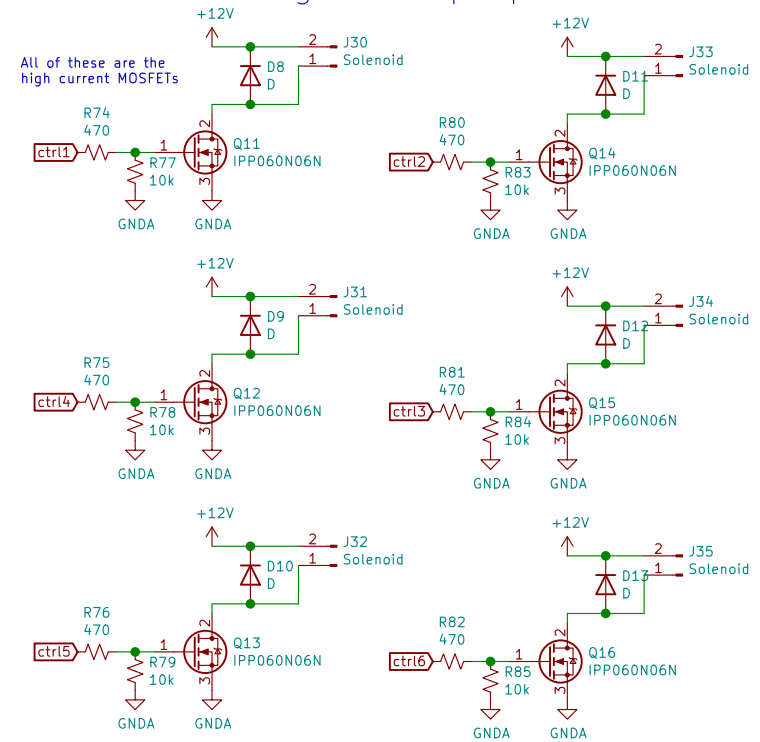 All of these are the
high current MOSFETs
+12V
2
1
J30
Solenoid
D8
D
R74
470
ctrl1
1
2
3
R77
10k
Q11
IPP060N06N
GNDA
GNDA
+12V
2
1
J33
Solenoid
D11
D
R80
470
ctrl2
1
2
3
R83
10k
Q14
IPP060N06N
GNDA
GNDA
+12V
2
1
J31
Solenoid
D9
D
R75
470
ctrl4
1
2
3
R78
10k
Q12
IPP060N06N
GNDA
GNDA
+12V
2
1
J34
Solenoid
D12
D
R81
470
ctrl3
1
2
3
R84
10k
Q15
IPP060N06N
GNDA
GNDA
+12V
2
1
J32
Solenoid
D10
D
R76
470
ctrl5
1
2
3
R79
10k
Q13
IPP060N06N
GNDA
GNDA
+12V
2
1
J35
Solenoid
D13
D
R82
470
ctrl6
1
2
3
R85
10k
Q16
IPP060N06N
GNDA
GNDA